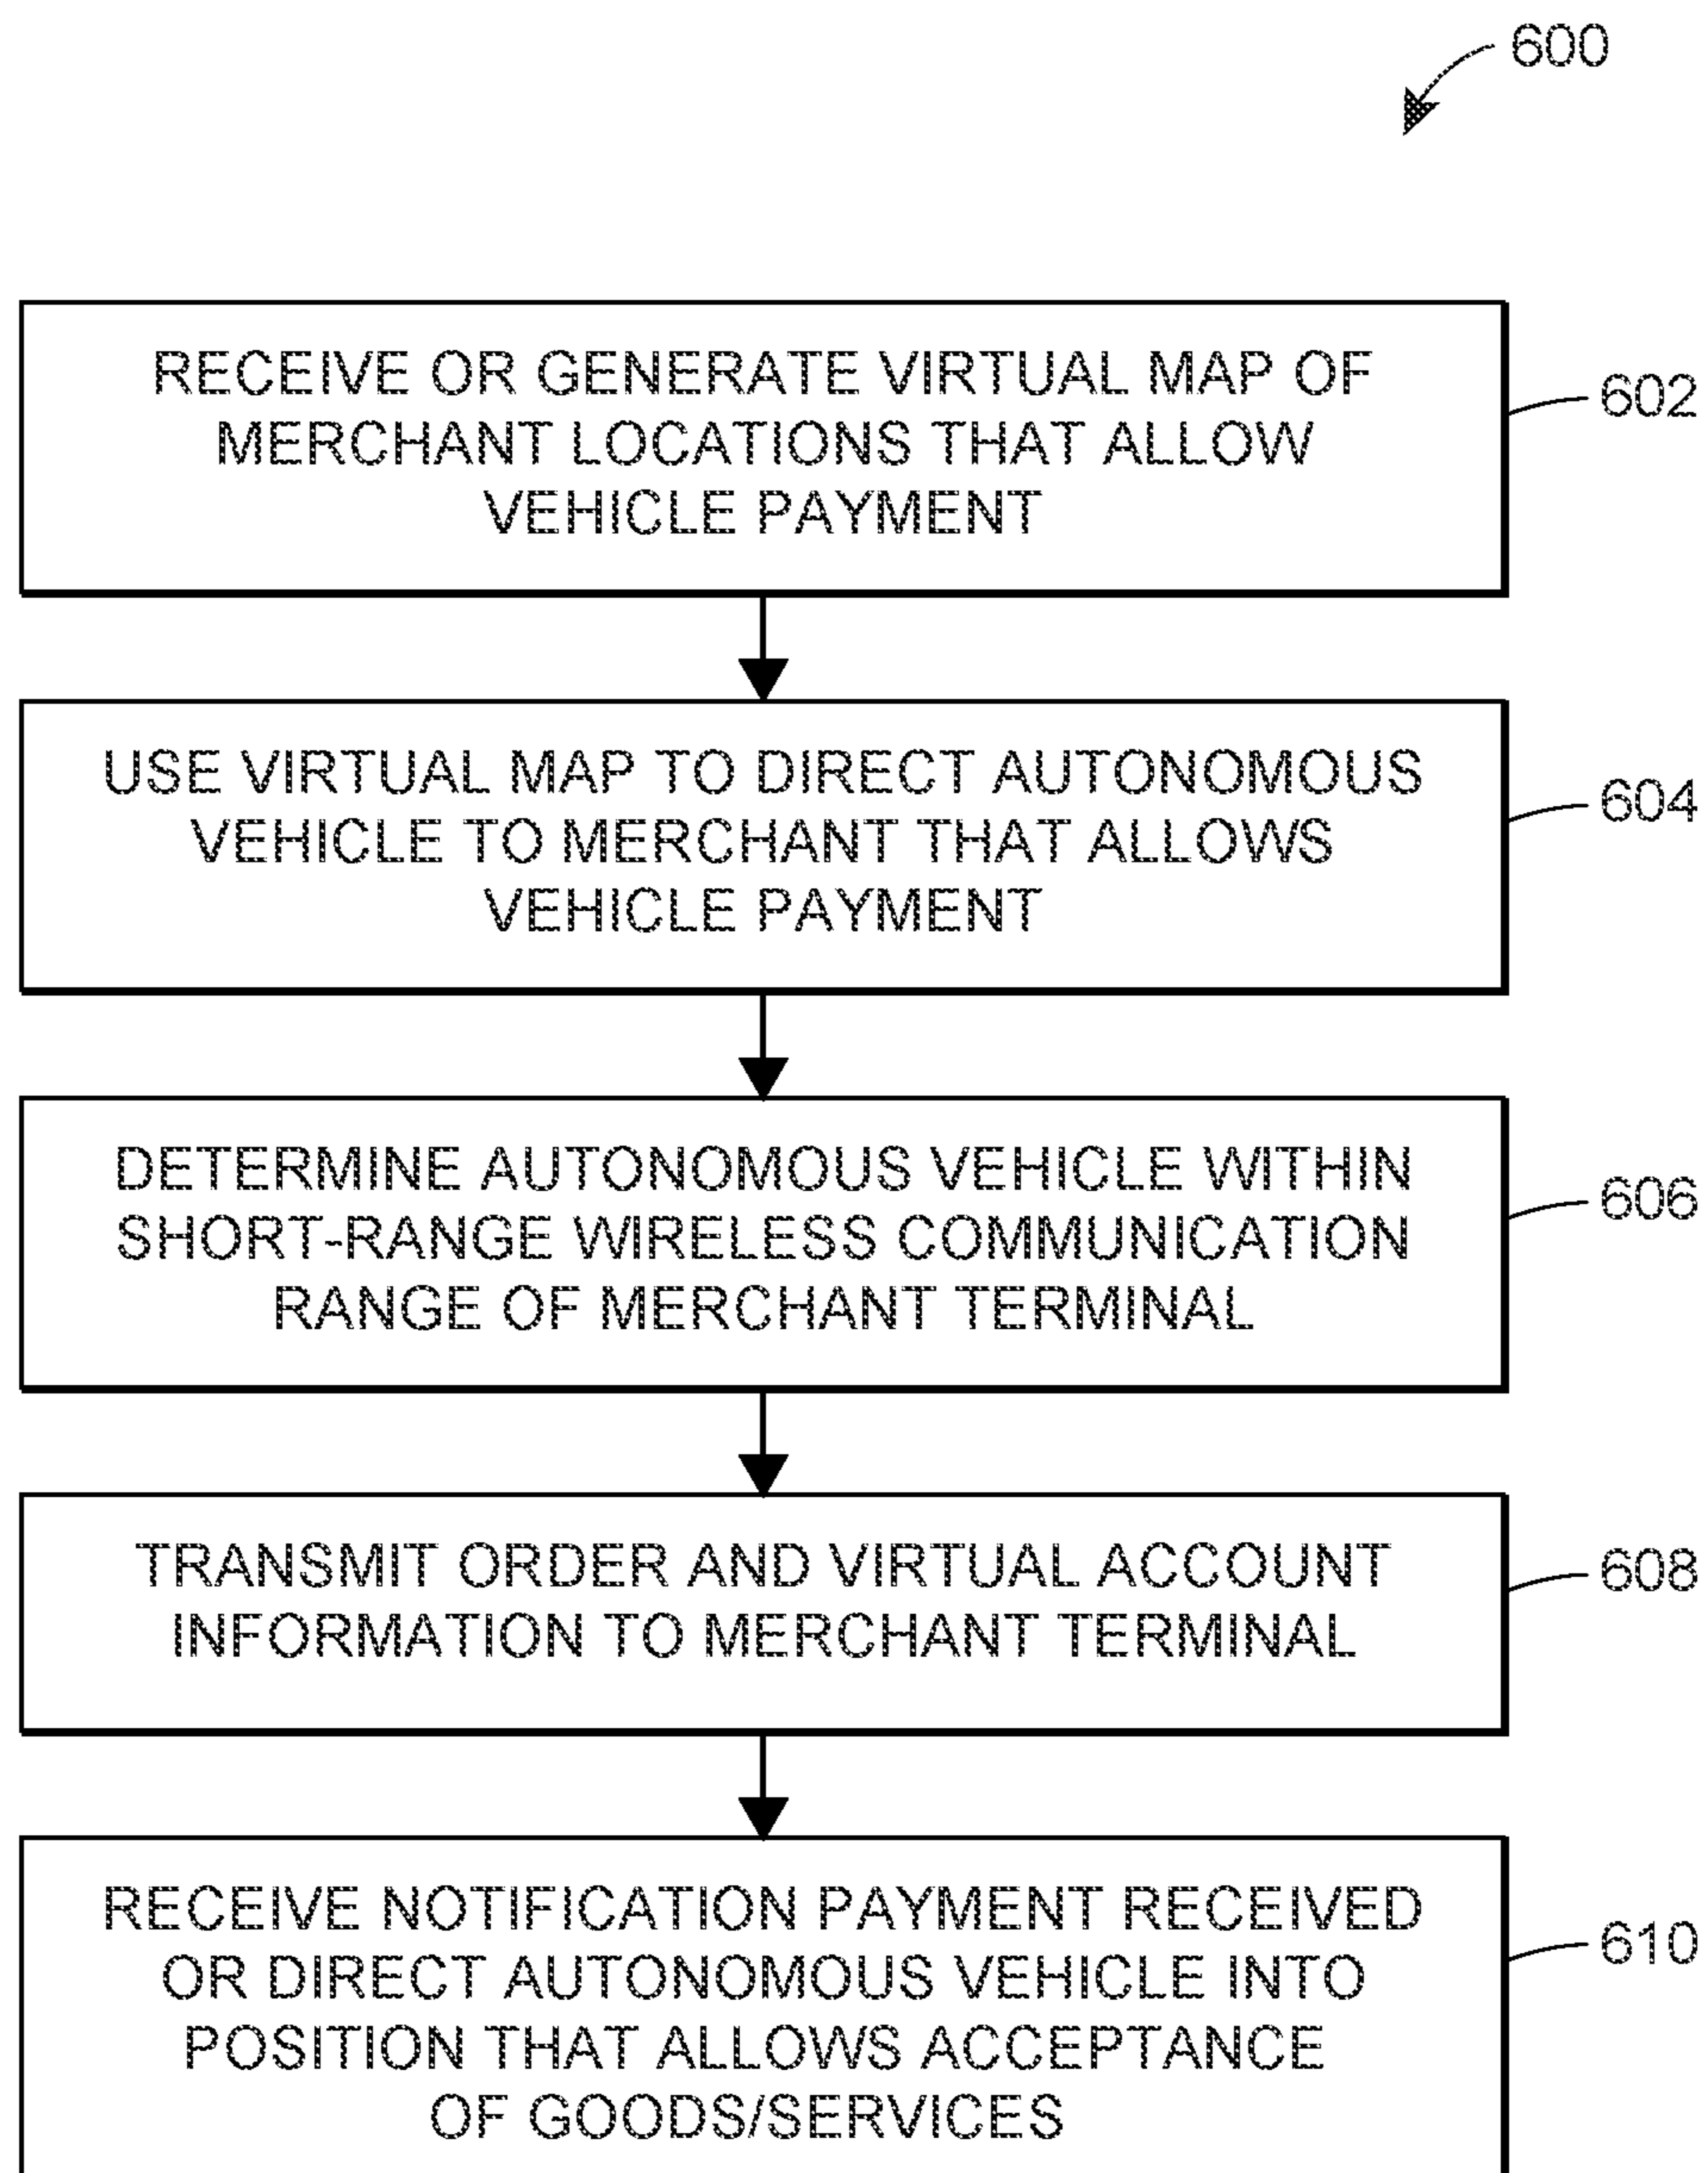 600
RECEIVE OR GENERATE VIRTUAL MAP OF
MERCHANT LOCATIONS THAT ALLOW
VEHICLE PAYMENT
602
USE VIRTUAL MAP TO DIRECT AUTONOMOUS
VEHICLE TO MERCHANT THAT ALLOWS
VEHICLE PAYMENT
604
DETERMINE AUTONOMOUS VEHICLE WITHIN
SHORT-RANGE WIRELESS COMMUNICATION
RANGE OF MERCHANT TERMINAL
606
TRANSMIT ORDER AND VIRTUAL ACCOUNT
INFORMATION TO MERCHANT TERMINAL
608
RECEIVE NOTIFICATION PAYMENT RECEIVED
OR DIRECT AUTONOMOUS VEHICLE INTO
POSITION THAT ALLOWS ACCEPTANCE
OF GOODS/SERVICES
610